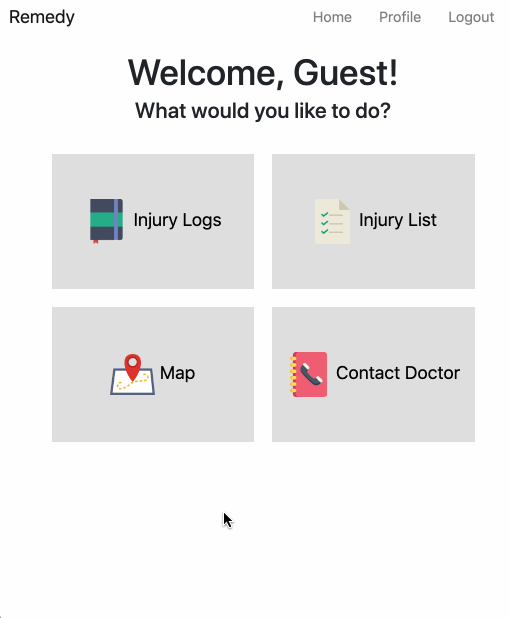 Remedy Home Profile Logout
Welcome, Guest!
What would you like to do?
Injury Logs
Injury List
Map
Contact Doctor